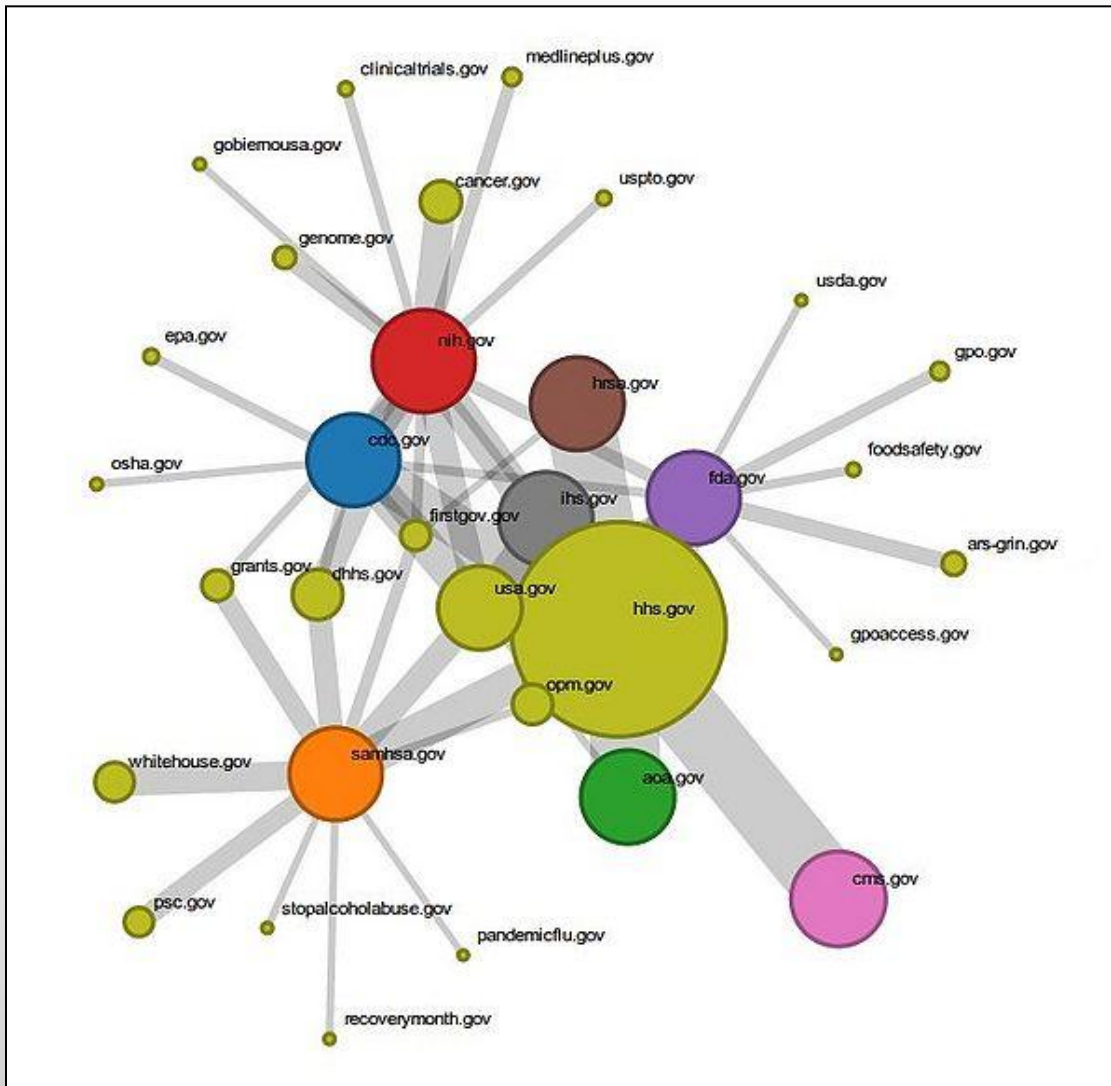 medlineplus.gov
clinicaltrials.gov
gobiernousa.gov
cancer.gov
uspto.gov
genome.gov
usda.gov
epa.gov
nih.gov
gpo.gov
hrsa.gov
cdc.gov
foodsafety.gov
osha.gov
fda.gov
ihs.gov
firstgov.gov
ars-grin.gov
grants.gov
dhhs.gov
usa.gov
hhs.gov
gpoaccess.gov
opm.gov
samhsa.gov
whitehouse.gov
aoa.gov
cms.gov
psc.gov
stopalcoholabuse.gov
pandemicflu.gov
recoverymonth.gov